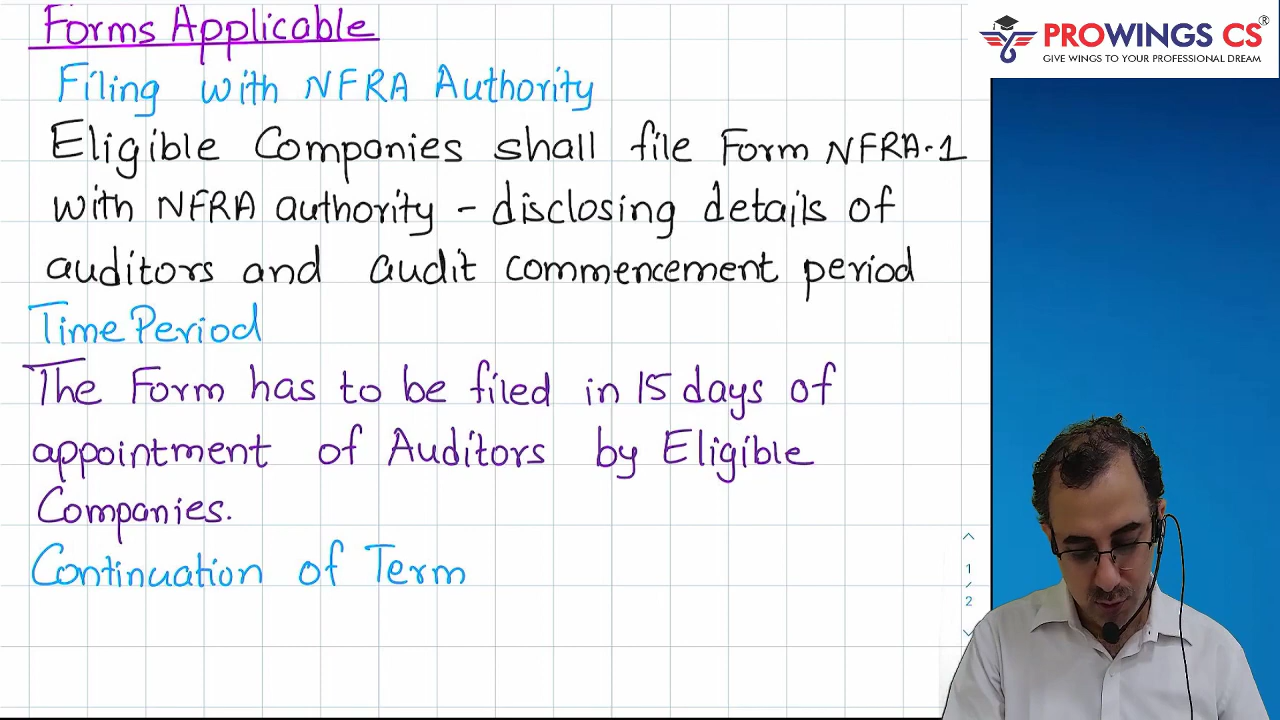 Forms Applicable
PROWINGS CS®
GIVE WINGS TO YOUR PROFESSIONAL DREAM
Filing with NFRA Authority
Eligible Companies shall file Form NFRA-1
with NFRA authority - disclosing details of
auditors and audit commencement period
Time Period
The Form has to be filed in 15 days of
appointment of Auditors by Eligible
Companies.
Continuation of Term
1
/
2